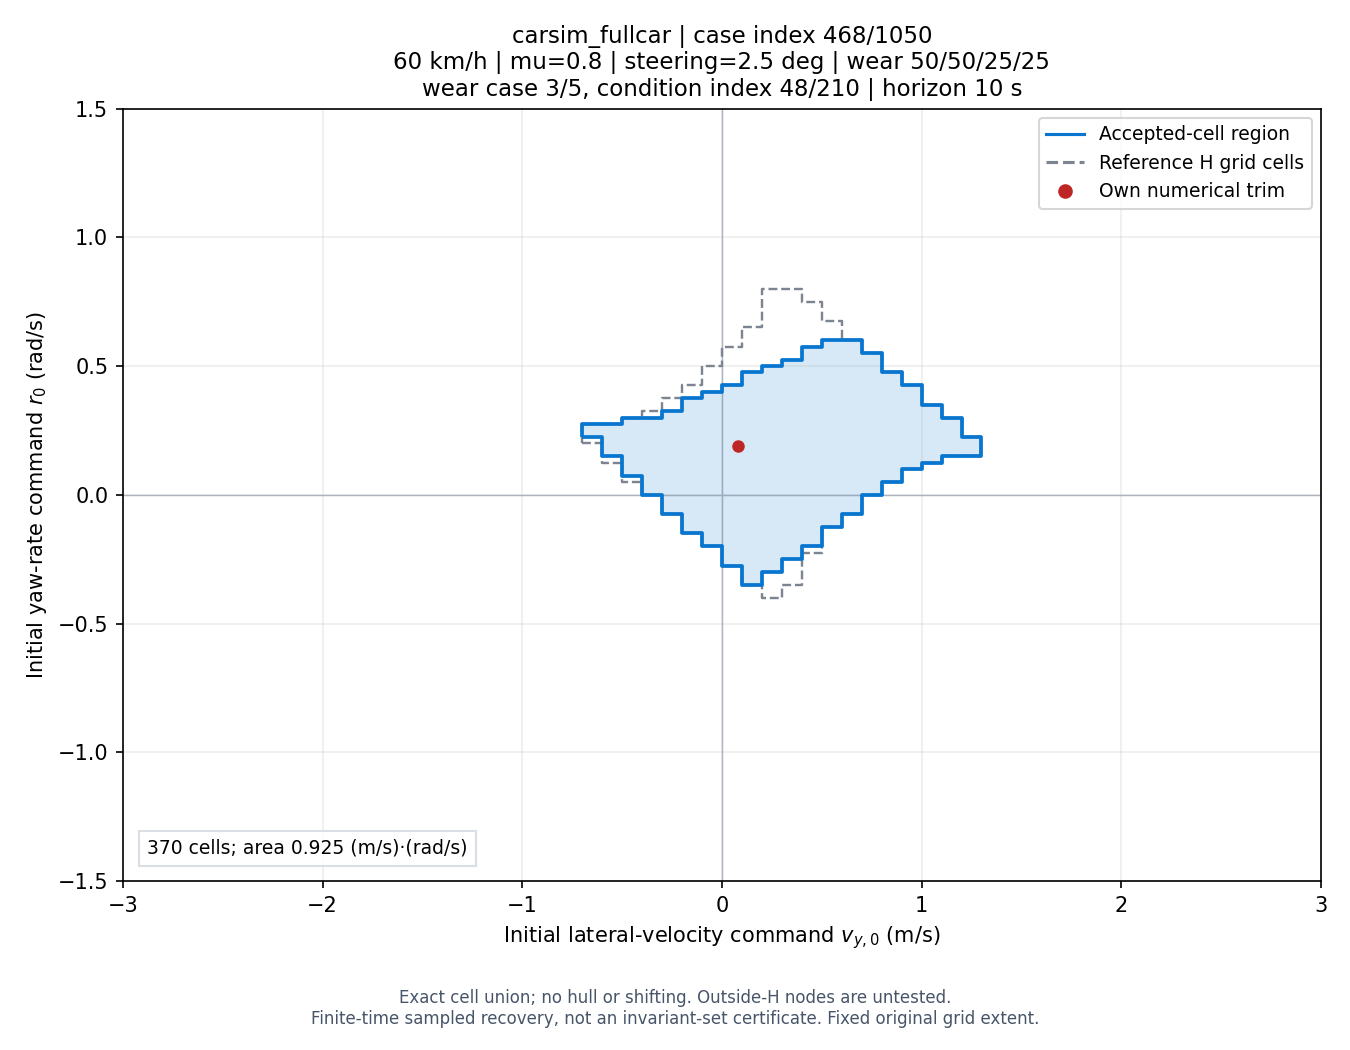 carsim_fullcar | case index 468/1050
60 km/h | mu=0.8 | steering=2.5 deg | wear 50/50/25/25
wear case 3/5, condition index 48/210 | horizon 10 s
Accepted-cell region
Reference H grid cells
Own numerical trim
1.5
1.0
0.5
0.0
−0.5
−1.0
−1.5
Initial yaw-rate command r0 (rad/s)
370 cells; area 0.925 (m/s)·(rad/s)
−3
−2
−1
0
1
2
3
Initial lateral-velocity command vy,0 (m/s)
Exact cell union; no hull or shifting. Outside-H nodes are untested.
Finite-time sampled recovery, not an invariant-set certificate. Fixed original grid extent.